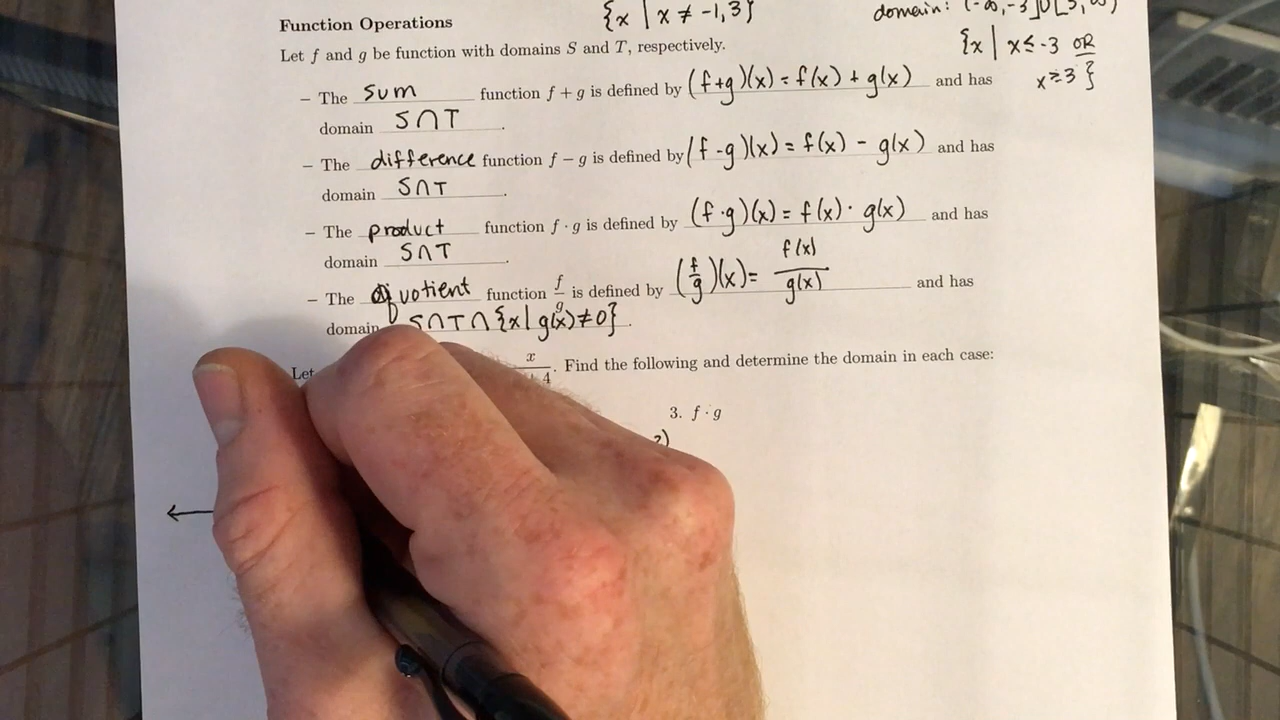 {x | x ≠ -1,3}
domain: (-∞,-3]U[3,∞)
Function Operations
{x | x ≤ -3 OR
x ≥ 3}
Let f and g be function with domains S and T, respectively.
– The sum function f + g is defined by (f+g)(x) = f(x) + g(x) and has
domain S∩T.
– The difference function f − g is defined by (f-g)(x) = f(x) - g(x) and has
domain S∩T.
– The product function f · g is defined by (f·g)(x) = f(x)· g(x) and has
domain S∩T.
– The quotient function f/g is defined by (f/g)(x) = f(x)/g(x) and has
domain S∩T∩{x| g(x)≠0}.
Let x/ 4. Find the following and determine the domain in each case:
3. f · g
2)